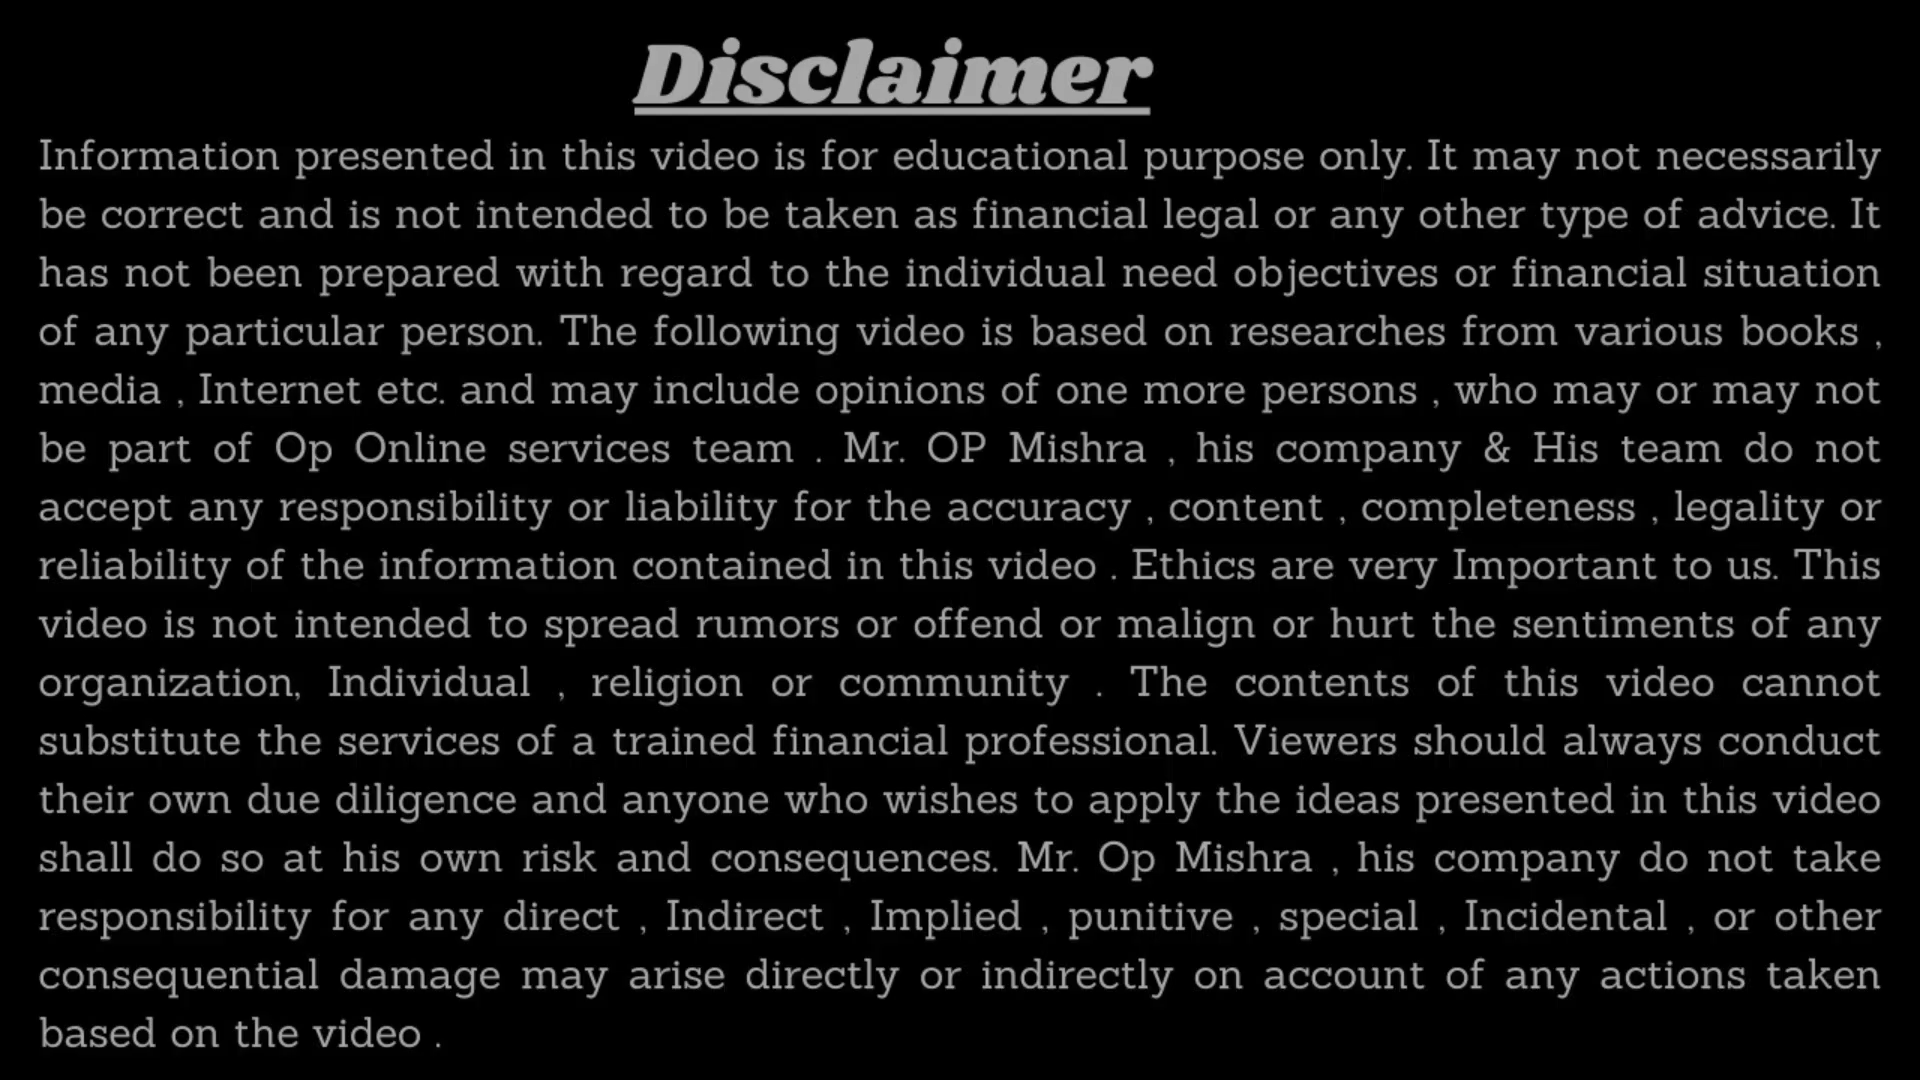 Disclaimer
Information presented in this video is for educational purpose only. It may not necessarily
be correct and is not intended to be taken as financial legal or any other type of advice. It
has not been prepared with regard to the individual need objectives or financial situation
of any particular person. The following video is based on researches from various books ,
media , Internet etc. and may include opinions of one more persons , who may or may not
be part of Op Online services team . Mr. OP Mishra , his company & His team do not
accept any responsibility or liability for the accuracy , content , completeness , legality or
reliability of the information contained in this video . Ethics are very Important to us. This
video is not intended to spread rumors or offend or malign or hurt the sentiments of any
organization, Individual , religion or community . The contents of this video cannot
substitute the services of a trained financial professional. Viewers should always conduct
their own due diligence and anyone who wishes to apply the ideas presented in this video
shall do so at his own risk and consequences. Mr. Op Mishra , his company do not take
responsibility for any direct , Indirect , Implied , punitive , special , Incidental , or other
consequential damage may arise directly or indirectly on account of any actions taken
based on the video .